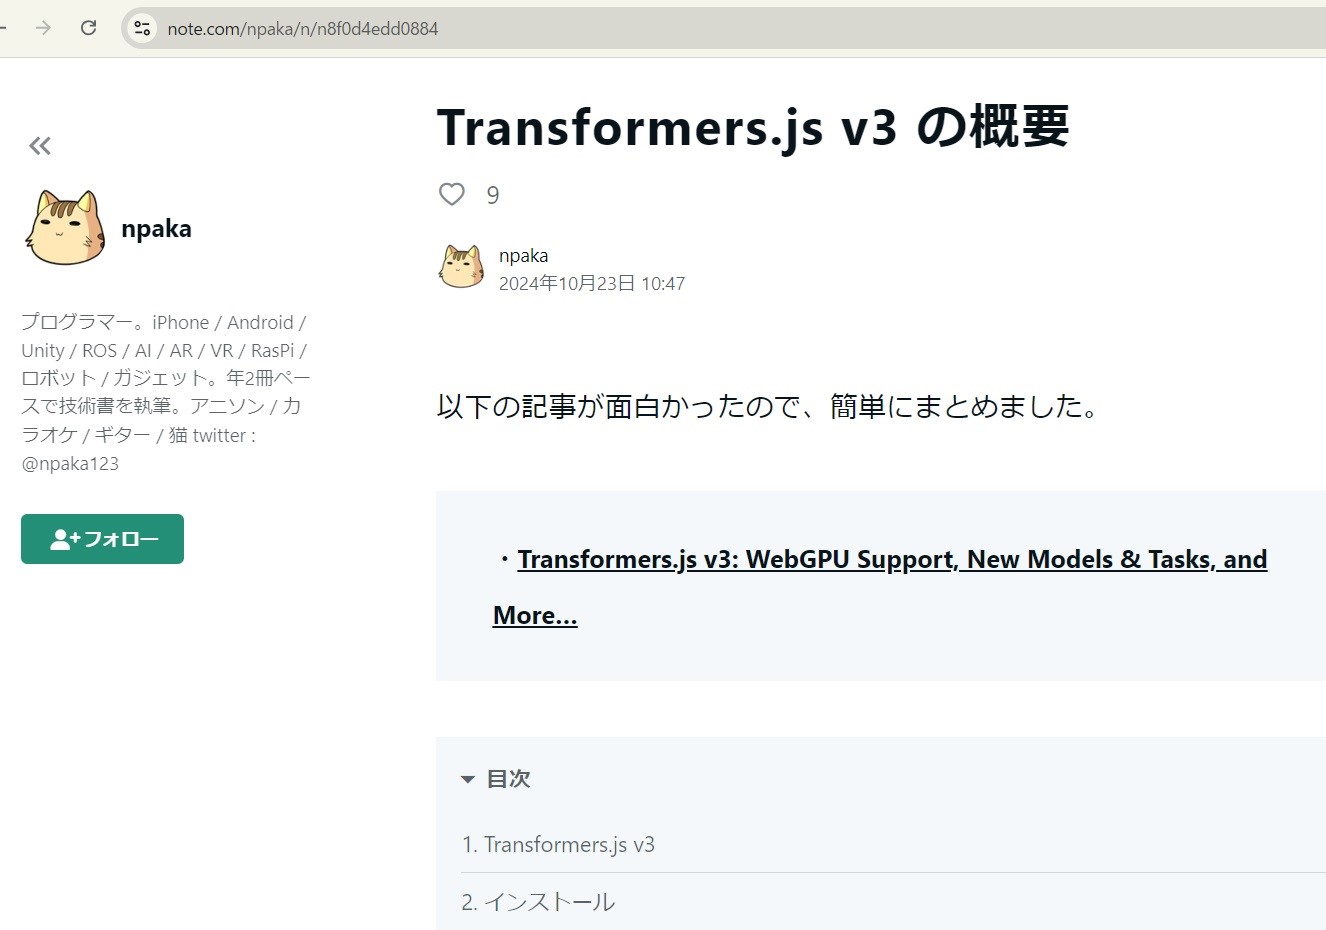 note.com/npaka/n/n8f0d4edd0884
npaka
プログラマー。iPhone / Android /
Unity / ROS / AI / AR / VR / RasPi /
ロボット / ガジェット。年2冊ペー
スで技術書を執筆。アニソン / カ
ラオケ / ギター / 猫 twitter :
@npaka123
フォロー
Transformers.js v3 の概要
9
npaka
2024年10月23日 10:47
以下の記事が面白かったので、簡単にまとめました。
・Transformers.js v3: WebGPU Support, New Models & Tasks, and
More…
目次
1. Transformers.js v3
2. インストール